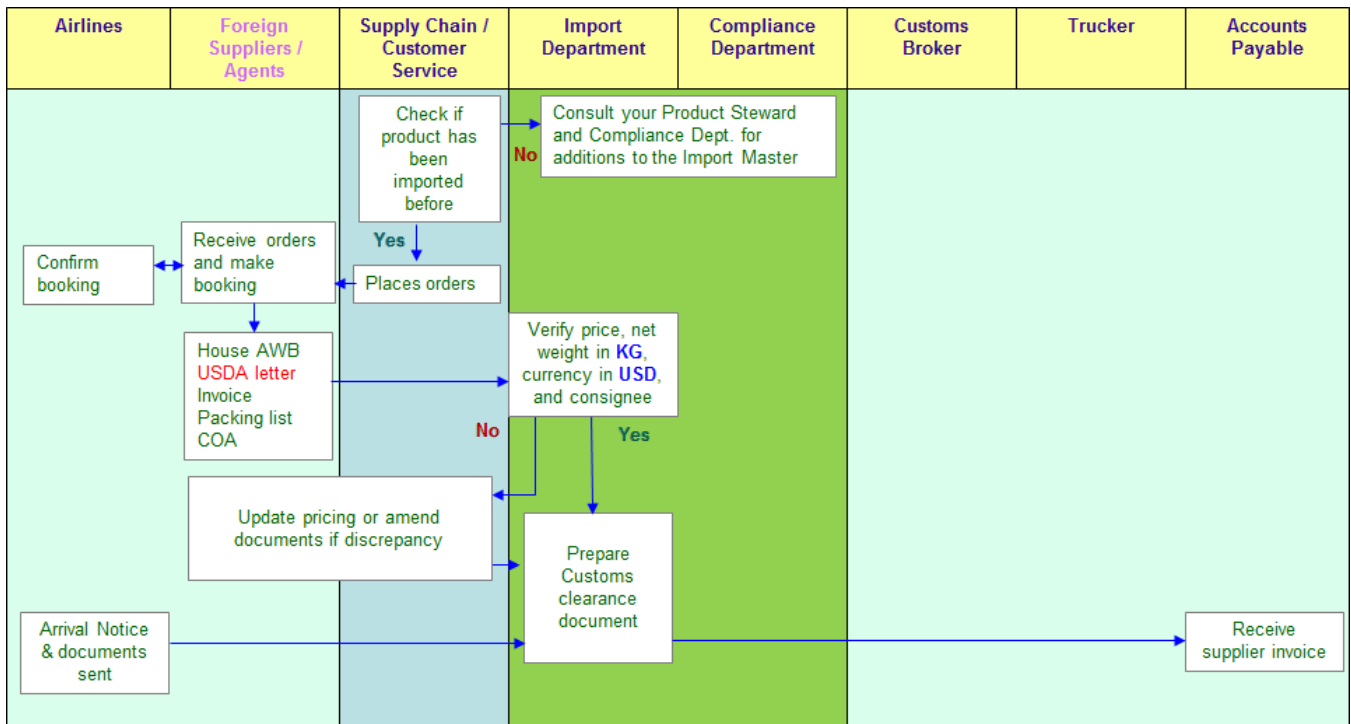 Airlines
Foreign
Suppliers /
Agents
Supply Chain /
Customer
Service
Import
Department
Compliance
Department
Customs
Broker
Trucker
Accounts
Payable
Check if
product has
been
imported
before
No
Consult your Product Steward
and Compliance Dept. for
additions to the Import Master
Yes
Confirm
booking
Receive orders
and make
booking
Places orders
House AWB
USDA letter
Invoice
Packing list
COA
Verify price, net
weight in KG,
currency in USD,
and consignee
No
Yes
Update pricing or amend
documents if discrepancy
Prepare
Customs
clearance
document
Arrival Notice
& documents
sent
Receive
supplier invoice